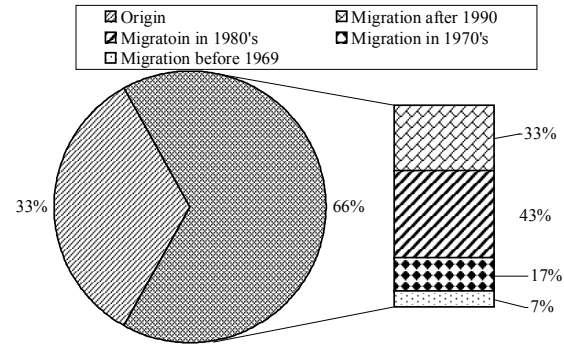 Origin Migration after 1990
Migratoin in 1980's Migration in 1970's
Migration before 1969
33%
33%
66%
43%
17%
7%